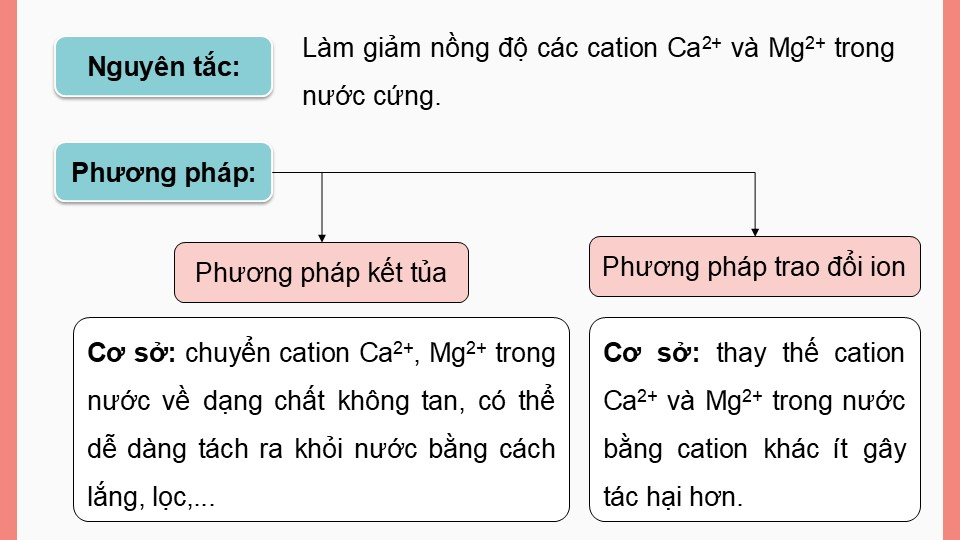 Nguyên tắc:
Làm giảm nồng độ các cation Ca²⁺ và Mg²⁺ trong
nước cứng.
Phương pháp:
Phương pháp kết tủa
Cơ sở: chuyển cation Ca²⁺, Mg²⁺ trong
nước về dạng chất không tan, có thể
dễ dàng tách ra khỏi nước bằng cách
lắng, lọc,...
Phương pháp trao đổi ion
Cơ sở: thay thế cation
Ca²⁺ và Mg²⁺ trong nước
bằng cation khác ít gây
tác hại hơn.